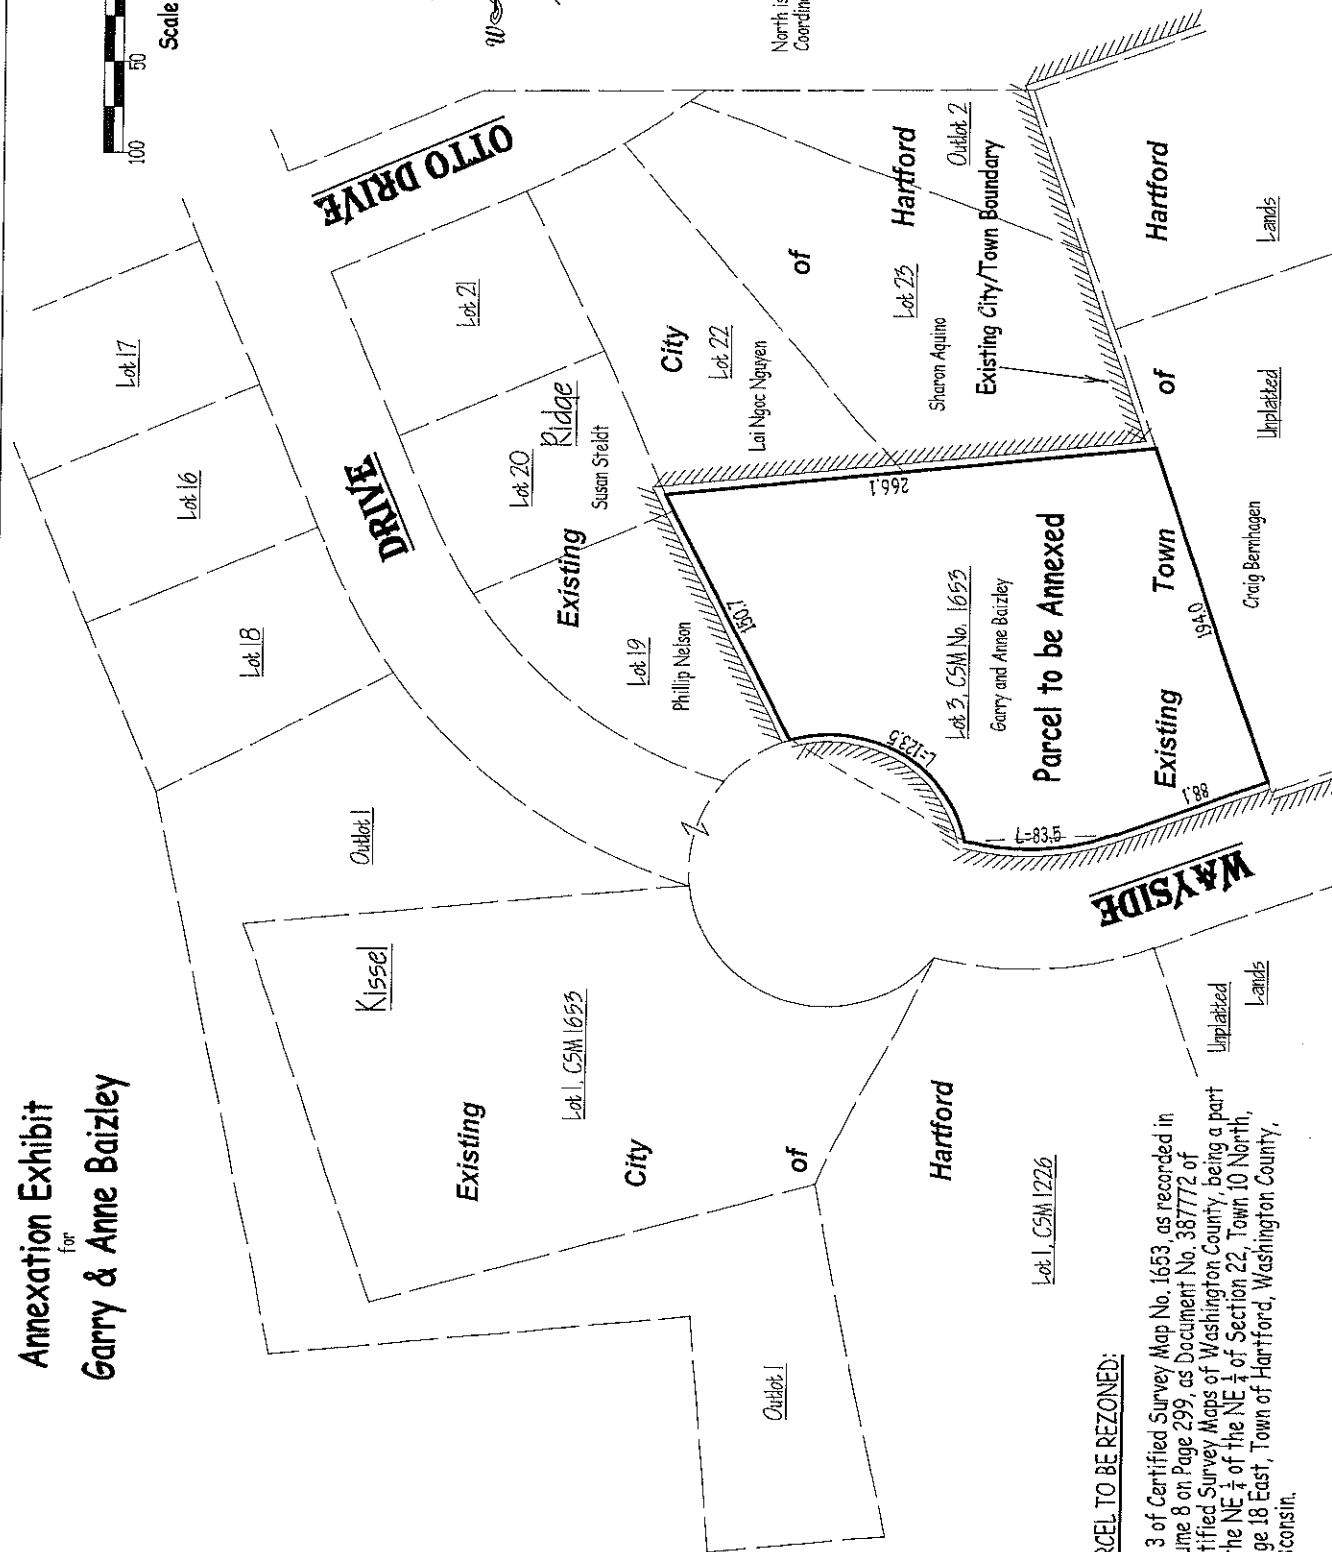 Annexation Exhibit
for
Garry & Anne Baizley
100
50
Scale
North is
Coordin
W
OTTO DRIVE
DRIVE
WAYSIDE
Lot 17
Lot 16
Lot 18
Outlot 1
Kissel
Lot 1, CSM 1653
Existing
City
of
Hartford
Outlot 1
Lot 1, CSM 1226
Lot 21
Lot 20
Ridge
Susan Steldt
Existing
Lot 19
Phillip Nelson
City
Lot 22
Lai Ngoc Nguyen
of
Hartford
Lot 23
Sharon Aquino
Outlot 2
Existing City/Town Boundary
150.7
266.1
L=123.5
L=83.5
88.1
194.0
Lot 3, CSM No. 1653
Garry and Anne Baizley
Parcel to be Annexed
Existing
Town
of
Hartford
Craig Bernhagen
Unplatted
Lands
Unplatted
Lands
RCEL TO BE REZONED:
3 of Certified Survey Map No. 1653, as recorded in
ume 8 on Page 299, as Document No. 387772 of
tified Survey Maps of Washington County, being a part
the NE ¼ of the NE ¼ of Section 22, Town 10 North,
ge 18 East, Town of Hartford, Washington County,
sconsin.